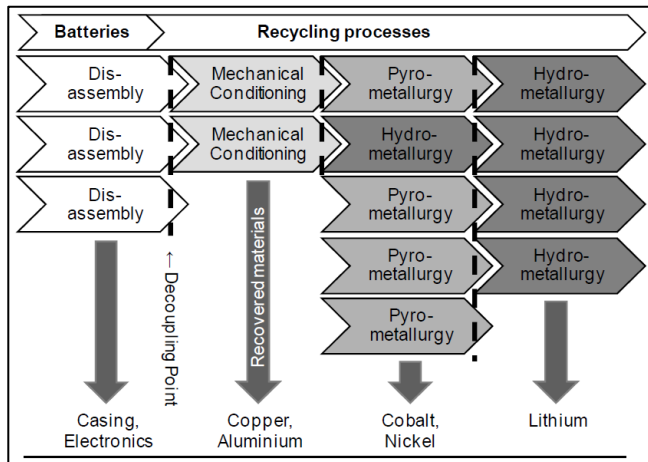 Batteries
Recycling processes
Dis-
assembly
Mechanical
Conditioning
Pyro-
metallurgy
Hydro-
metallurgy
Dis-
assembly
Mechanical
Conditioning
Hydro-
metallurgy
Hydro-
metallurgy
Dis-
assembly
Pyro-
metallurgy
Hydro-
metallurgy
Pyro-
metallurgy
Hydro-
metallurgy
Pyro-
metallurgy
← Decoupling Point
Recovered materials
Casing,
Electronics
Copper,
Aluminium
Cobalt,
Nickel
Lithium